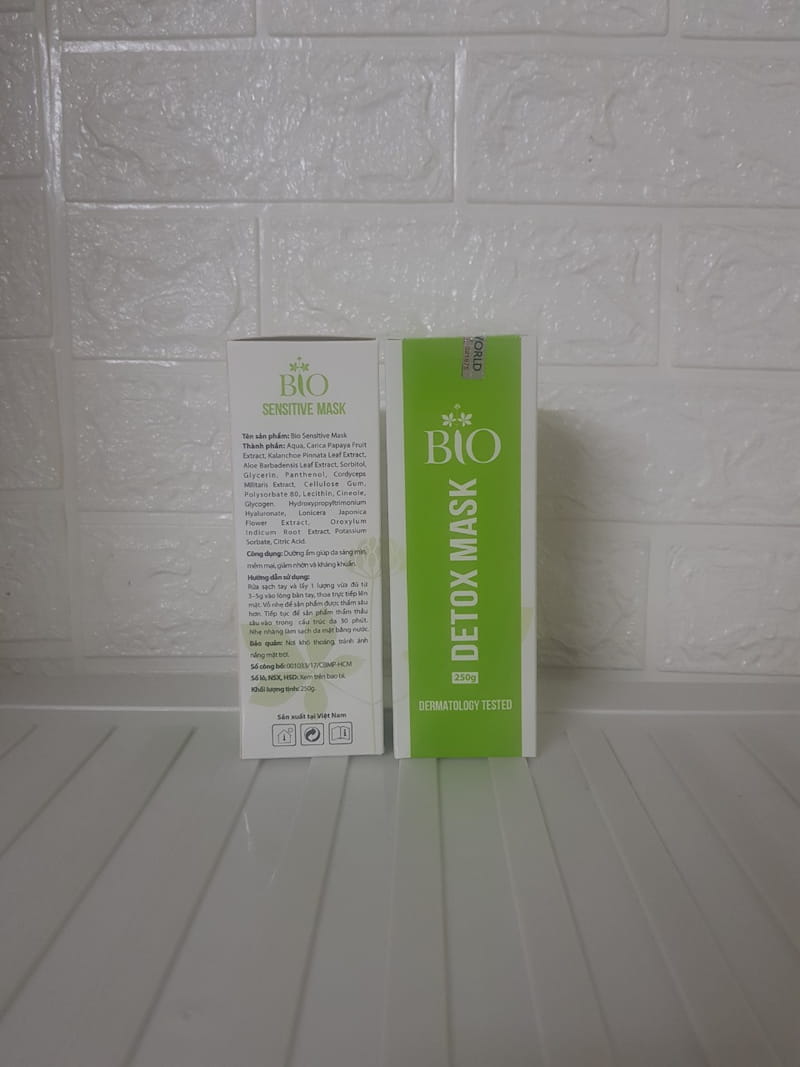 BIO
SENSITIVE MASK
Tên sản phẩm: Bio Sensitive Mask
Thành phần: Aqua, Carica Papaya Fruit
Extract, Kalanchoe Pinnata Leaf Extract,
Aloe Barbadensis Leaf Extract, Sorbitol,
Glycerin, Panthenol, Cordyceps
Militaris Extract, Cellulose Gum,
Polysorbate 80, Lecithin, Cineole,
Glycogen, Hydroxypropyltrimonium
Hyaluronate, Lonicera Japonica
Flower Extract, Oroxylum
Indicum Root Extract, Potassium
Sorbate, Citric Acid.
Công dụng: Dưỡng ẩm giúp da sáng mịn,
mềm mại, giảm nhờn và kháng khuẩn.
Hướng dẫn sử dụng:
Rửa sạch tay và lấy 1 lượng vừa đủ từ
3-5g vào lòng bàn tay, thoa trực tiếp lên
mặt. Vỗ nhẹ để sản phẩm được thấm sâu
hơn. Tiếp tục để sản phẩm thẩm thấu
sâu vào trong cấu trúc da 30 phút.
Nhẹ nhàng làm sạch da mặt bằng nước.
Bảo quản: Nơi khô thoáng, tránh ánh
nắng mặt trời.
Số công bố: 001033/17/CBMP-HCM
Số lô, NSX, HSD: Xem trên bao bì.
Khối lượng tịnh: 250g.
Sản xuất tại Việt Nam
WORLD
BIO
DETOX MASK
250g
DERMATOLOGY TESTED